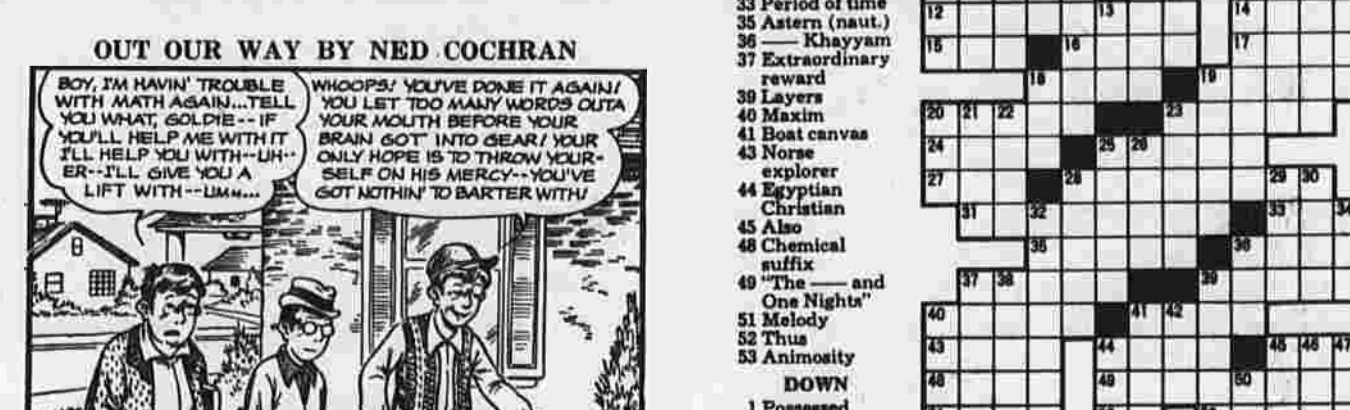 OUT OUR WAY BY NED COCHRAN
BOY, I'M HAVIN' TROUBLE
WITH MATH AGAIN...TELL
YOU WHAT, GOLDIE--IF
YOU'LL HELP ME WITH IT
I'LL HELP YOU WITH--UH--
ER--I'LL GIVE YOU A
LIFT WITH--UMM...
WHOOPS! YOU'VE DONE IT AGAIN!
YOU LET TOO MANY WORDS OUTA
YOUR MOUTH BEFORE YOUR
BRAIN GOT INTO GEAR! YOUR
ONLY HOPE IS TO THROW YOUR-
SELF ON HIS MERCY--YOU'VE
GOT NOTHIN' TO BARTER WITH!
33 Period of time
35 Astern (naut.)
36 —— Khayyam
37 Extraordinary
reward
39 Layers
40 Maxim
41 Boat canvas
43 Norse
explorer
44 Egyptian
Christian
45 Also
48 Chemical
suffix
49 "The —— and
One Nights"
51 Melody
52 Thus
53 Animosity
DOWN
1 Possessed
12 13 14
15 16 17
18 19
20 21 22 23
24 25 26
27 28 29 30
31 32 33 34
35 36
37 38 39
40 41 42
43 44 45 46 47
48 49 50